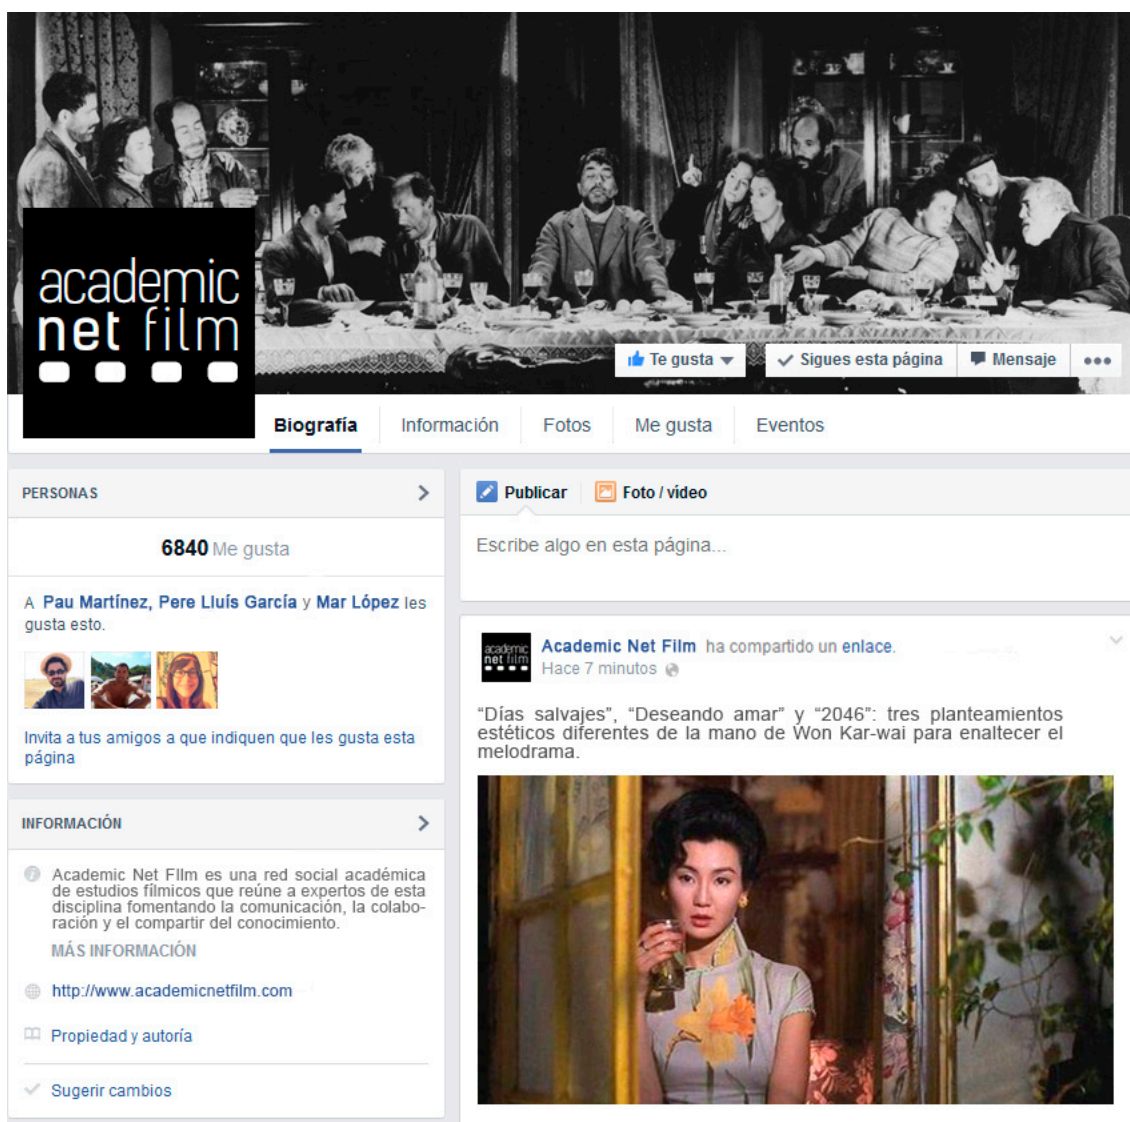 academic
net film
Te gusta
Sigues esta página
Mensaje
Biografía
Información
Fotos
Me gusta
Eventos
PERSONAS
6840 Me gusta
A Pau Martínez, Pere Lluís García y Mar López les
gusta esto.
Invita a tus amigos a que indiquen que les gusta esta
página
INFORMACIÓN
Academic Net FIlm es una red social académica
de estudios fílmicos que reúne a expertos de esta
disciplina fomentando la comunicación, la colabo-
ración y el compartir del conocimiento.
MÁS INFORMACIÓN
http://www.academicnetfilm.com
Propiedad y autoría
Sugerir cambios
Publicar
Foto / vídeo
Escribe algo en esta página...
academic
net film
Academic Net Film ha compartido un enlace.
Hace 7 minutos
“Días salvajes”, “Deseando amar” y “2046”: tres planteamientos
estéticos diferentes de la mano de Won Kar-wai para enaltecer el
melodrama.